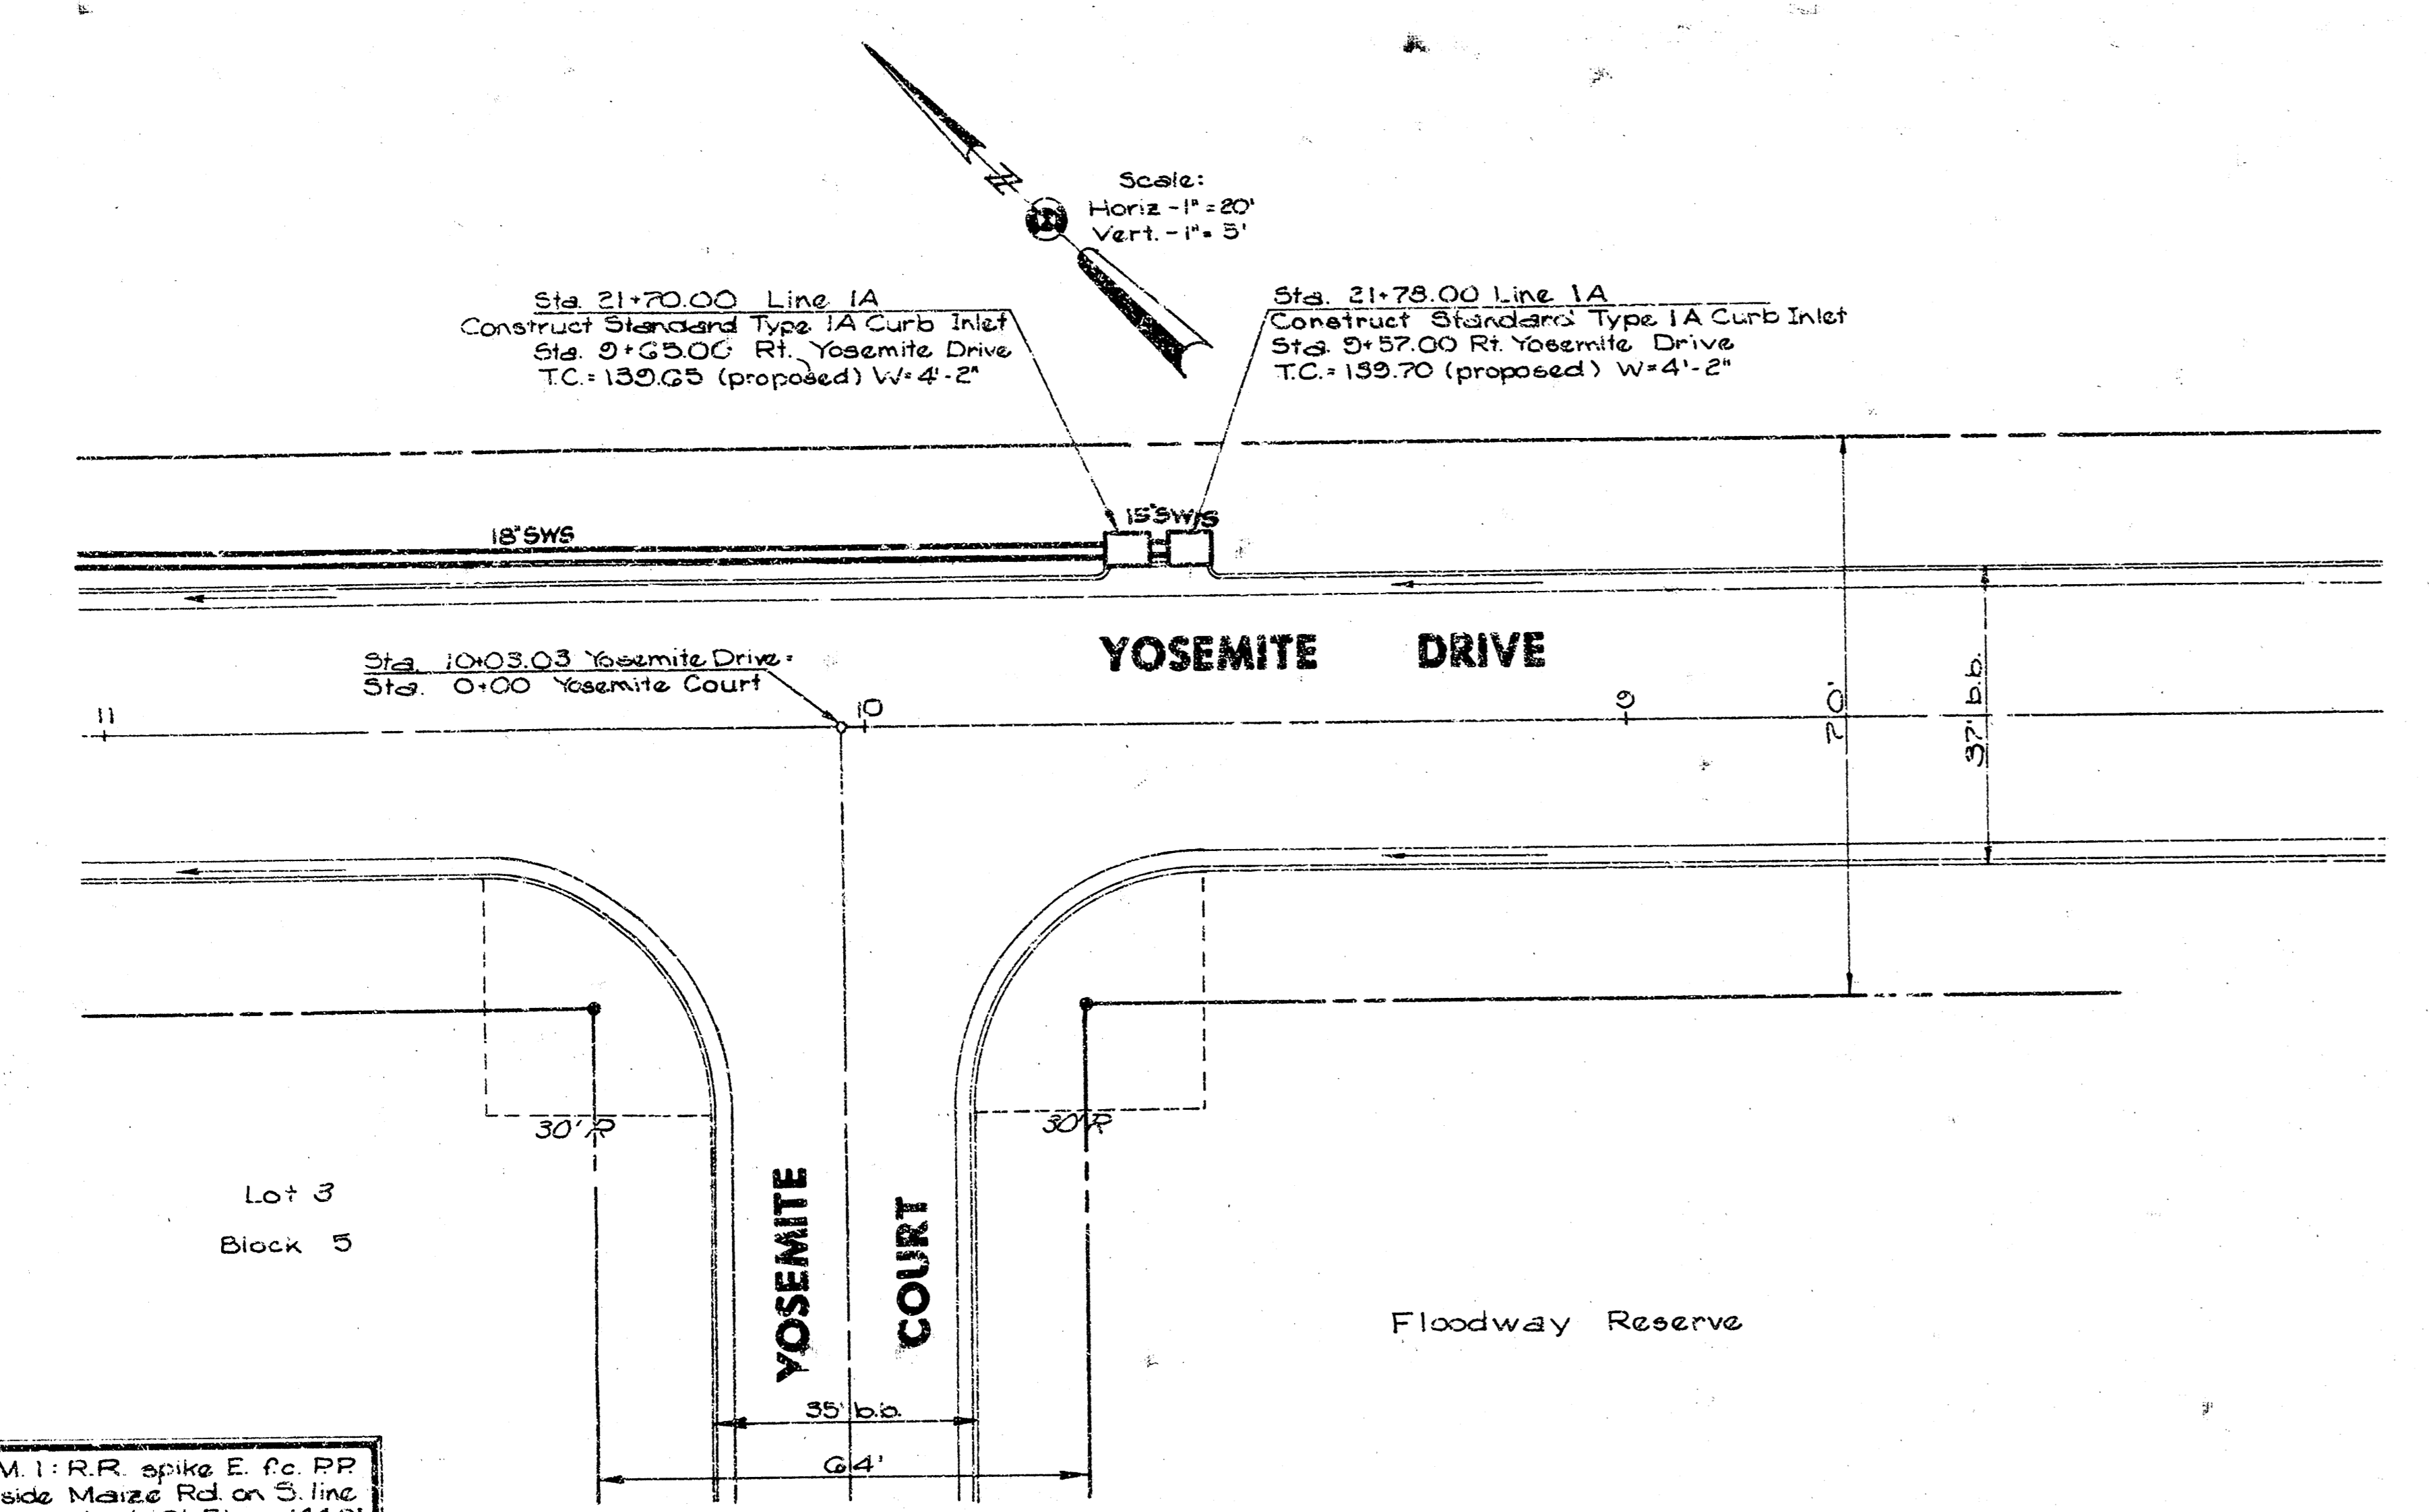 N
Scale:
Horiz - 1" = 20'
Vert. - 1" = 5'
Sta. 21+70.00 Line 1A
Construct Standard Type 1A Curb Inlet
Sta. 9+65.00 Rt. Yosemite Drive
T.C. = 139.65 (proposed) W=4'-2"
Sta. 21+78.00 Line 1A
Construct Standard Type 1A Curb Inlet
Sta. 9+57.00 Rt. Yosemite Drive
T.C. = 139.70 (proposed) W=4'-2"
18" SWS
15" SWS
YOSEMITE DRIVE
Sta. 10+03.03 Yosemite Drive =
Sta. 0+00 Yosemite Court
11
10
9
70'
37' b.b.
30' R
30' R
Lot 3
Block 5
YOSEMITE
COURT
Floodway Reserve
35' b.b.
64'
M. 1: R.R. spike E. fc. P.P.
side Maize Rd. on S. line